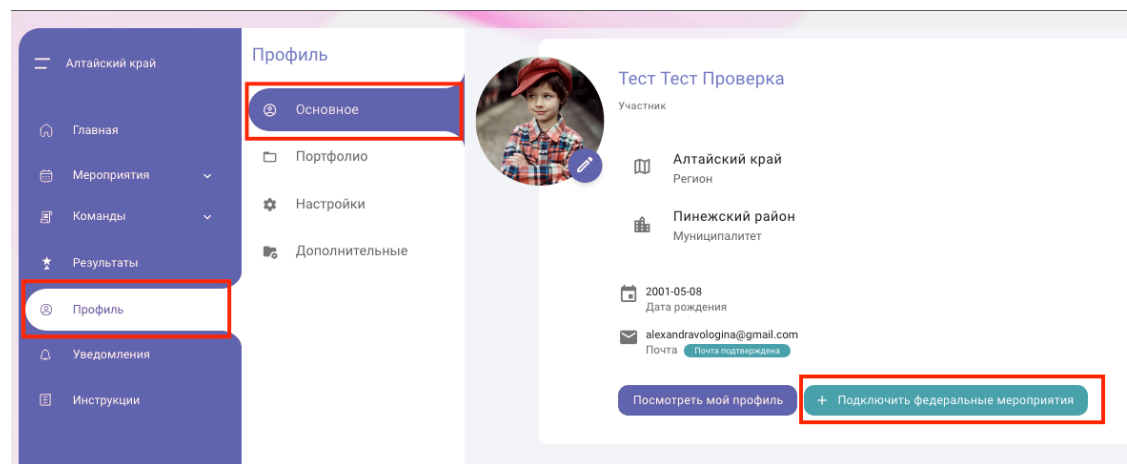 Алтайский край
Главная
Мероприятия
Команды
Результаты
Профиль
Уведомления
Инструкции
Профиль
Основное
Портфолио
Настройки
Дополнительные
Тест Тест Проверка
Участник
Алтайский край
Регион
Пинежский район
Муниципалитет
2001-05-08
Дата рождения
alexandravologina@gmail.com
Почта Почта подтверждена
Посмотреть мой профиль + Подключить федеральные мероприятия